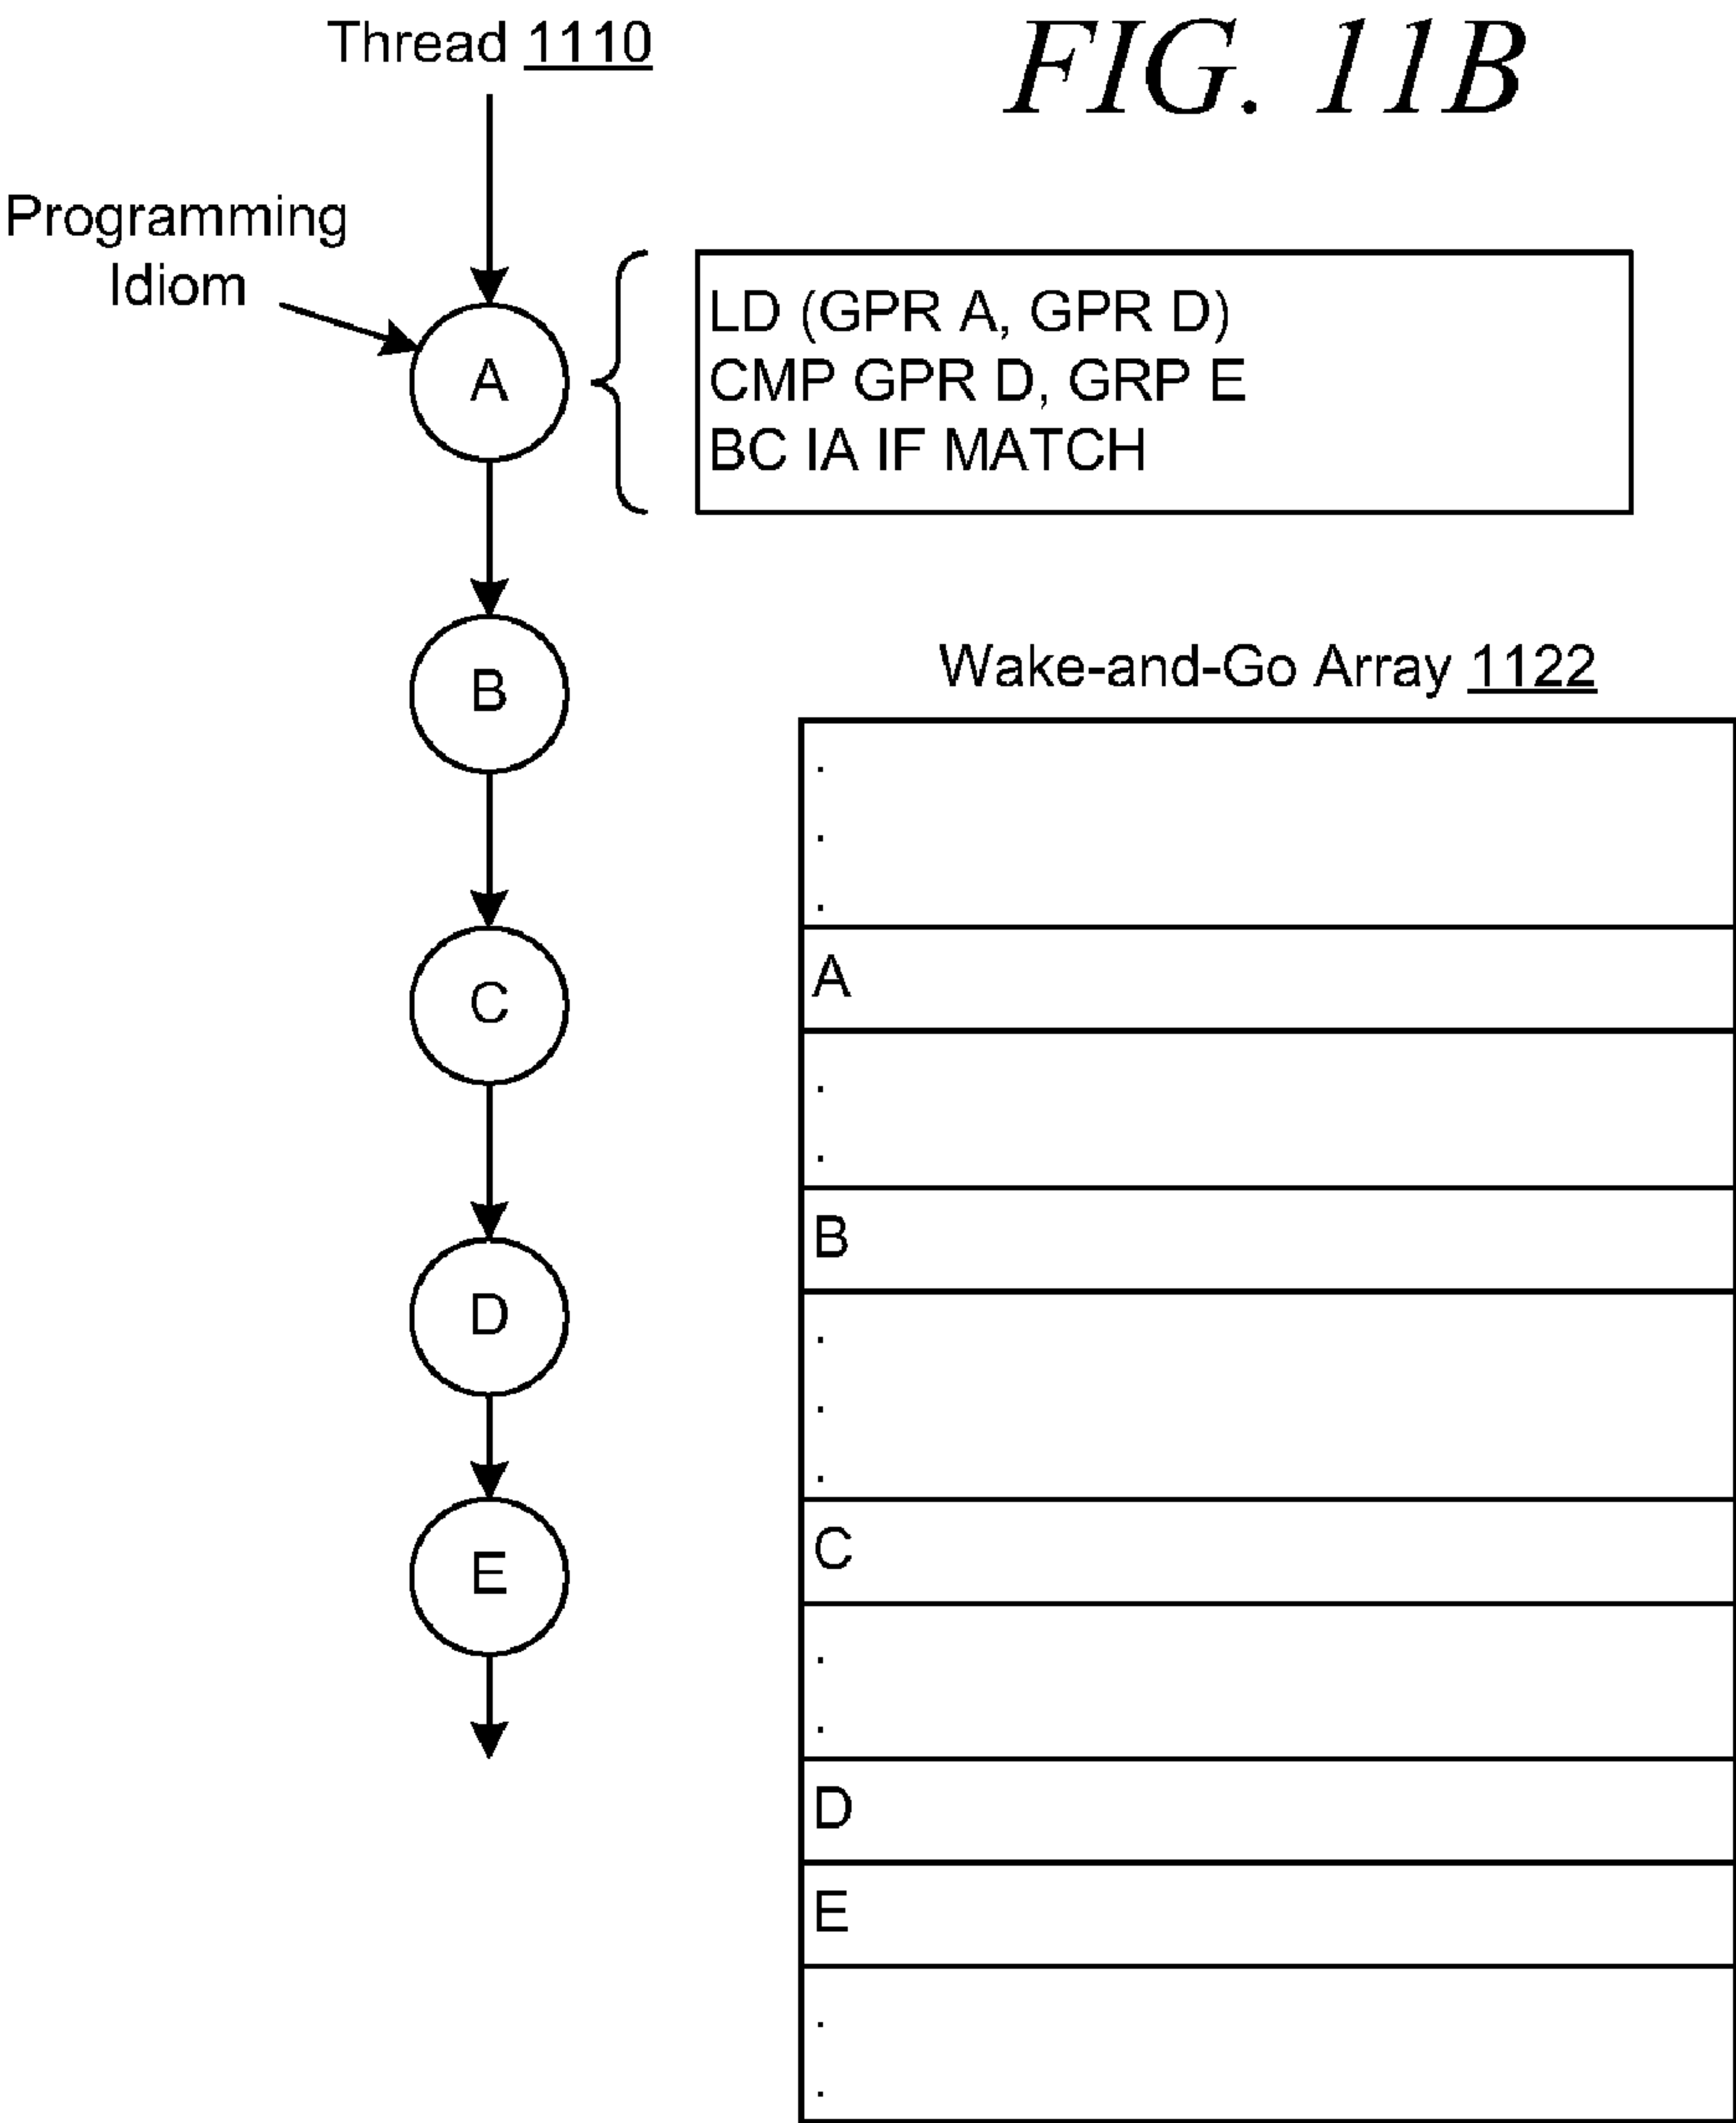 Thread 1110
FIG. 11B
Programming
Idiom
A
LD (GPR A, GPR D)
CMP GPR D, GRP E
BC IA IF MATCH
B
C
D
E
Wake-and-Go Array 1122
.
.
.
A
.
.
B
.
.
.
C
.
.
D
E
.
.